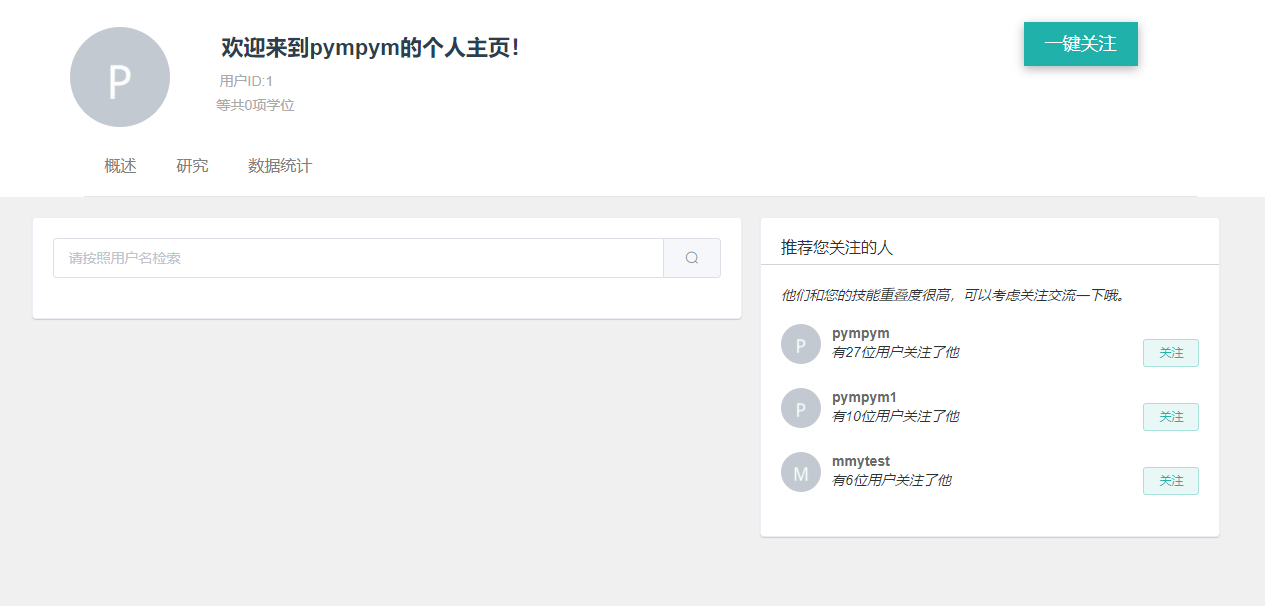 P
欢迎来到pympym的个人主页！
一键关注
用户ID:1
等共0项学位
概述
研究
数据统计
请按照用户名检索
推荐您关注的人
他们和您的技能重叠度很高，可以考虑关注交流一下哦。
P
pympym
有27位用户关注了他
关注
P
pympym1
有10位用户关注了他
关注
M
mmytest
有6位用户关注了他
关注